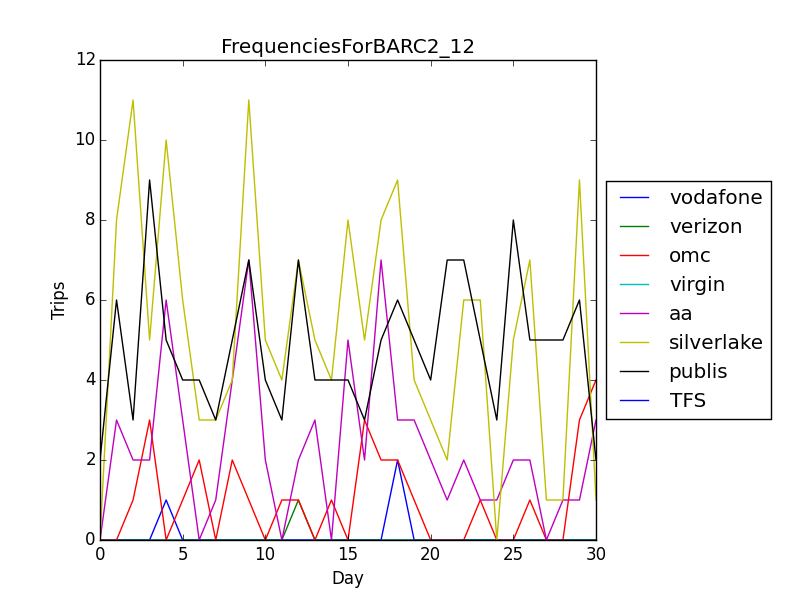 FrequenciesForBARC2_12
12
10
8
6
4
2
0
Trips
0 5 10 15 20 25 30
Day
vodafone
verizon
omc
virgin
aa
silverlake
publis
TFS